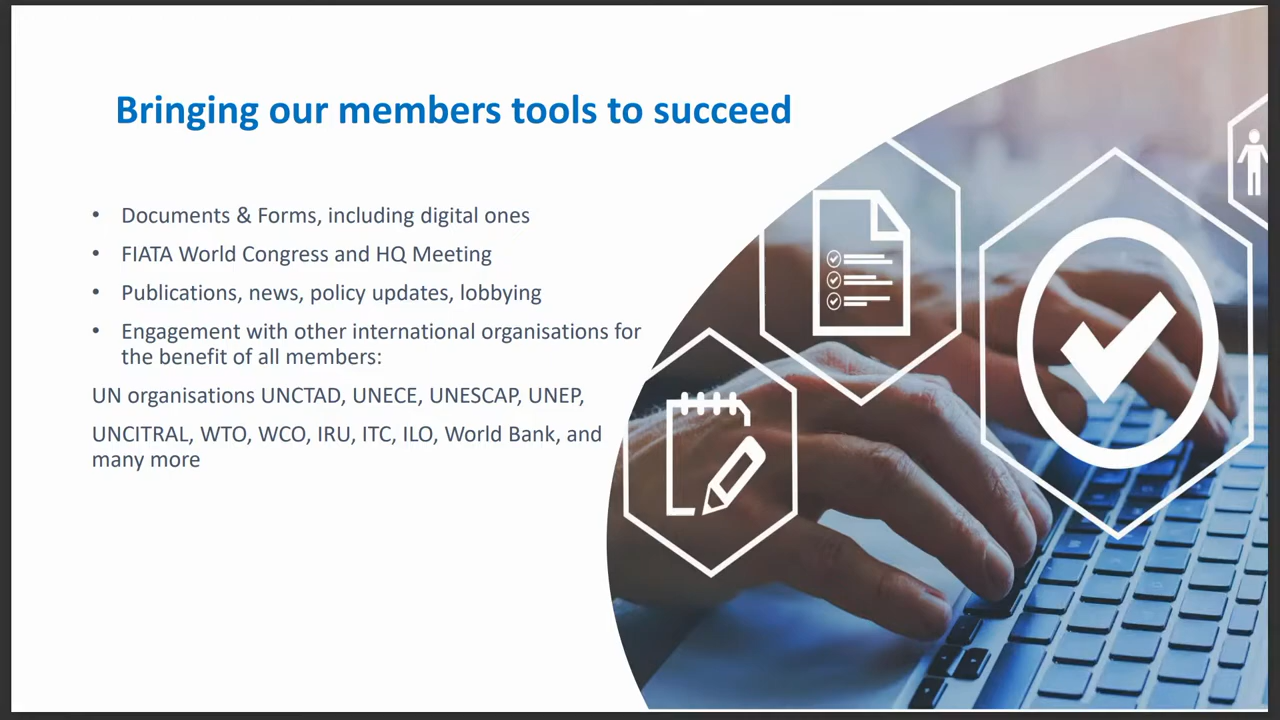 Bringing our members tools to succeed
• Documents & Forms, including digital ones
• FIATA World Congress and HQ Meeting
• Publications, news, policy updates, lobbying
• Engagement with other international organisations for
the benefit of all members:
UN organisations UNCTAD, UNECE, UNESCAP, UNEP,
UNCITRAL, WTO, WCO, IRU, ITC, ILO, World Bank, and
many more